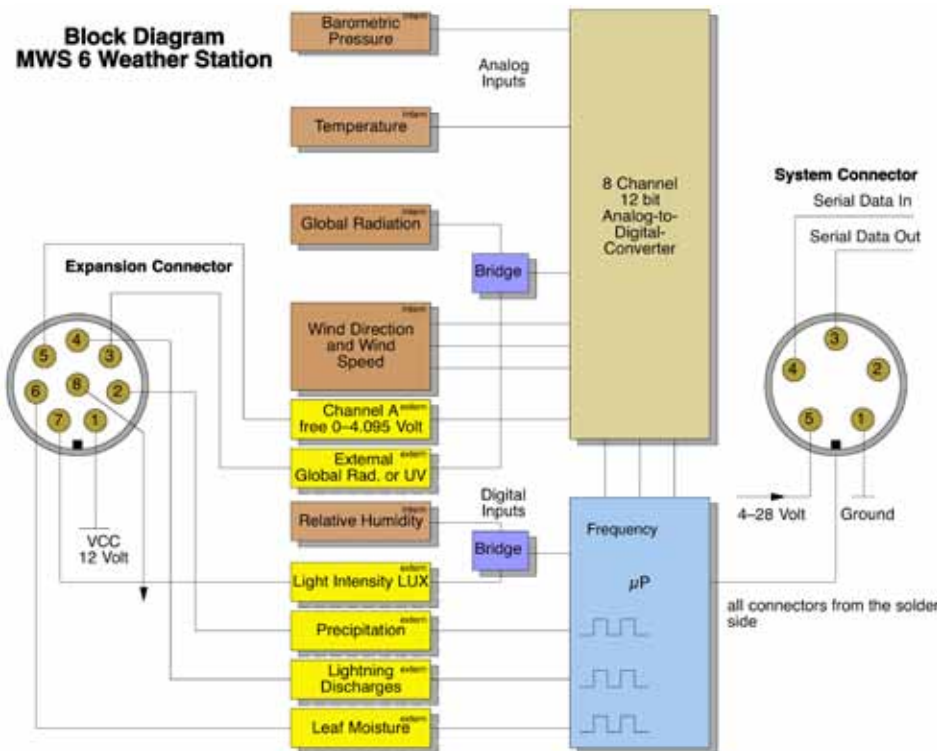 Block Diagram
MWS 6 Weather Station
intern
Barometric
Pressure
Analog
Inputs
intern
Temperature
8 Channel
12 bit
Analog-to-
Digital-
Converter
System Connector
Serial Data In
Serial Data Out
intern
Global Radiation
Bridge
Expansion Connector
intern
Wind Direction
and Wind
Speed
4
5
3
8
6
2
7
1
3
4
2
5
1
extern
Channel A
free 0–4.095 Volt
extern
External
Global Rad. or UV
Digital
Inputs
intern
Relative Humidity
Bridge
Frequency
4–28 Volt
Ground
VCC
12 Volt
extern
Light Intensity LUX
µP
all connectors from the solder
side
extern
Precipitation
extern
Lightning
Discharges
extern
Leaf Moisture